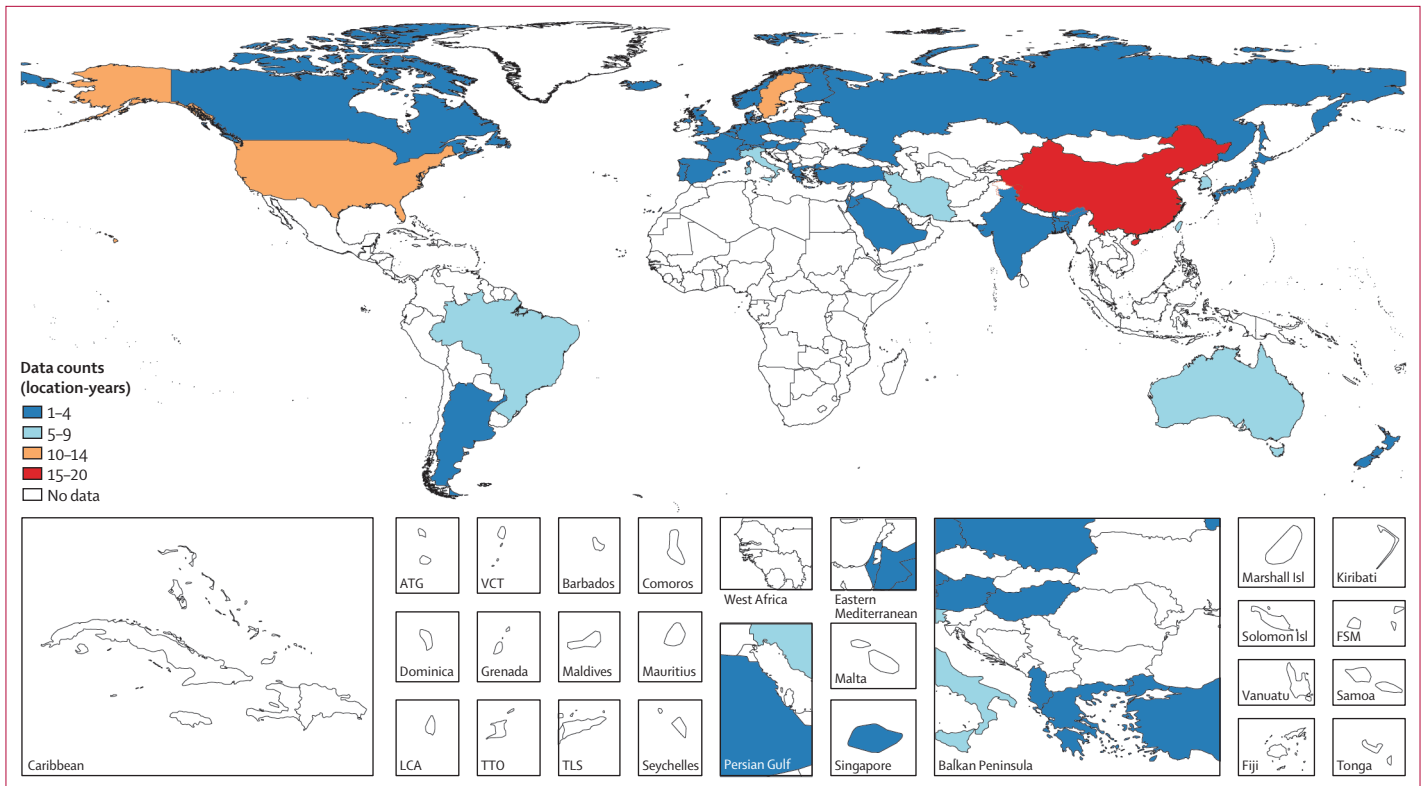 Data counts
(location-years)
1–4
5–9
10–14
15–20
No data
Caribbean
ATG
VCT
Barbados
Comoros
Dominica
Grenada
Maldives
Mauritius
LCA
TTO
TLS
Seychelles
West Africa
Eastern
Mediterranean
Persian Gulf
Malta
Singapore
Balkan Peninsula
Marshall Isl
Kiribati
Solomon Isl
FSM
Vanuatu
Samoa
Fiji
Tonga